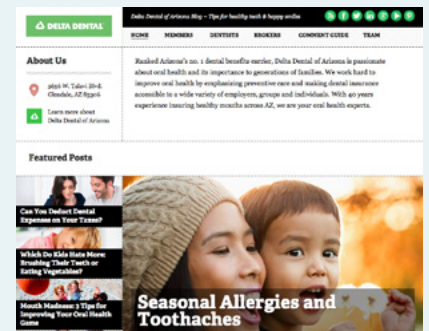 DELTA DENTAL
Delta Dental of Arizona Blog – Tips for healthy teeth & happy smiles
HOME MEMBERS DENTISTS BROKERS COMMENT GUIDE TEAM
About Us
5656 W. Talavi Blvd.
Glendale, AZ 85306
Learn more about
Delta Dental of Arizona
Ranked Arizona's no. 1 dental benefits carrier, Delta Dental of Arizona is passionate
about oral health and its importance to generations of families. We work hard to
improve oral health by emphasizing preventive care and making dental insurance
accessible to a wide variety of employers, groups and individuals. With 40 years
experience insuring healthy mouths across AZ, we are your oral health experts.
Featured Posts
Can You Deduct Dental
Expenses on Your Taxes?
Which Do Kids Hate More:
Brushing Their Teeth or
Eating Vegetables?
Mouth Madness: 3 Tips for
Improving Your Oral Health
Game
Seasonal Allergies and
Toothaches